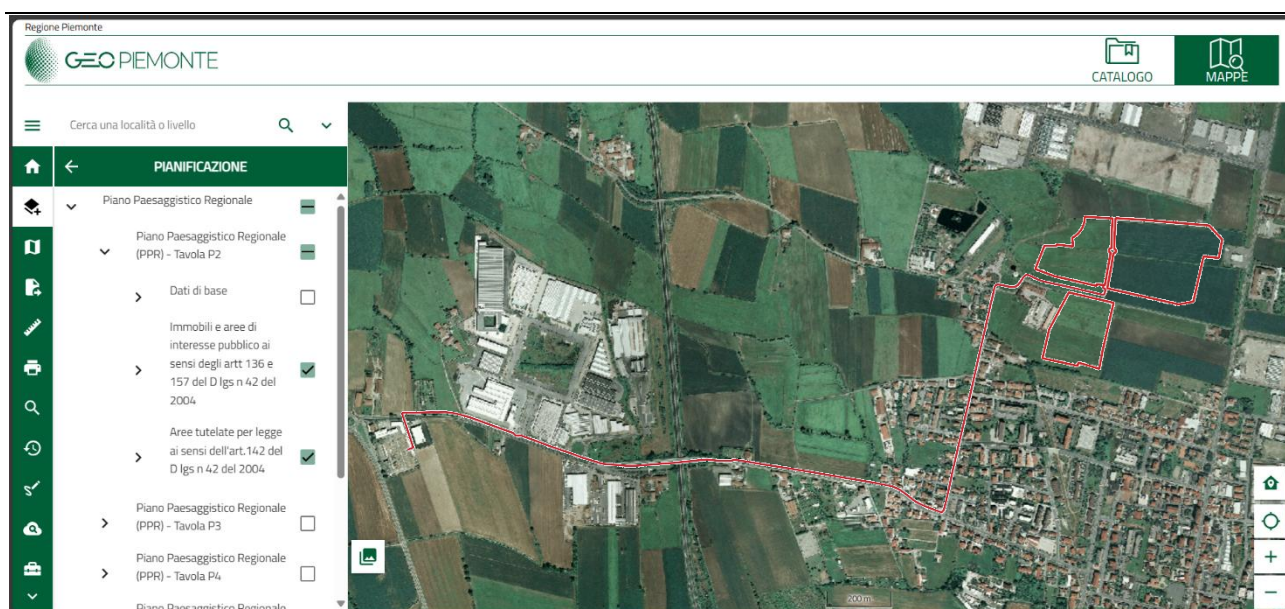 Regione Piemonte
GEO PIEMONTE
CATALOGO
MAPPE
Cerca una località o livello
PIANIFICAZIONE
Piano Paesaggistico Regionale
Piano Paesaggistico Regionale
(PPR) - Tavola P2
Dati di base
Immobili e aree di
interesse pubblico ai
sensi degli artt 136 e
157 del D lgs n 42 del
2004
Aree tutelate per legge
ai sensi dell'art.142 del
D lgs n 42 del 2004
Piano Paesaggistico Regionale
(PPR) - Tavola P3
Piano Paesaggistico Regionale
(PPR) - Tavola P4
Piano Paesaggistico Regionale
200 m